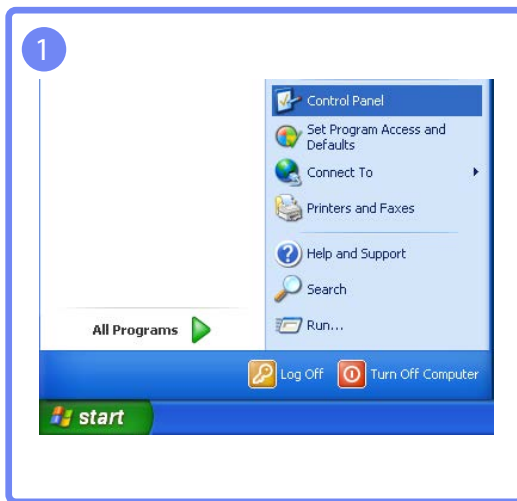 1
Control Panel
Set Program Access and
Defaults
Connect To
Printers and Faxes
Help and Support
Search
All Programs
Run...
Log Off
Turn Off Computer
start